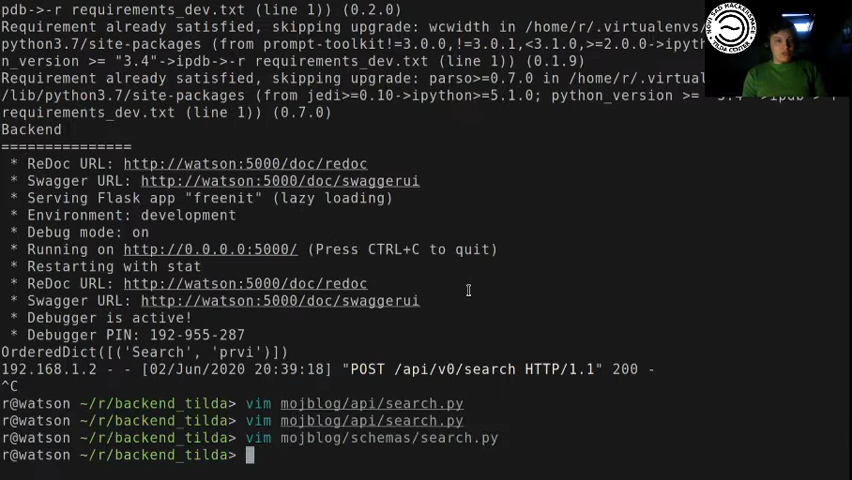 pdb->-r requirements_dev.txt (line 1)) (0.2.0)
Requirement already satisfied, skipping upgrade: wcwidth in /home/r/.virtualenvs/
python3.7/site-packages (from prompt-toolkit!=3.0.0,!=3.0.1,<3.1.0,>=2.0.0->ipyth
n_version >= "3.4"->ipdb->-r requirements_dev.txt (line 1)) (0.1.9)
Requirement already satisfied, skipping upgrade: parso>=0.7.0 in /home/r/.virtual
/lib/python3.7/site-packages (from jedi>=0.10->ipython>=5.1.0; python_version >=
requirements_dev.txt (line 1)) (0.7.0)
Backend
===============
* ReDoc URL: http://watson:5000/doc/redoc
* Swagger URL: http://watson:5000/doc/swaggerui
* Serving Flask app "freenit" (lazy loading)
* Environment: development
* Debug mode: on
* Running on http://0.0.0.0:5000/ (Press CTRL+C to quit)
* Restarting with stat
* ReDoc URL: http://watson:5000/doc/redoc
* Swagger URL: http://watson:5000/doc/swaggerui
* Debugger is active!
* Debugger PIN: 192-955-287
OrderedDict([('Search', 'prvi')])
192.168.1.2 - - [02/Jun/2020 20:39:18] "POST /api/v0/search HTTP/1.1" 200 -
^C
r@watson ~/r/backend_tilda> vim mojblog/api/search.py
r@watson ~/r/backend_tilda> vim mojblog/api/search.py
r@watson ~/r/backend_tilda> vim mojblog/schemas/search.py
r@watson ~/r/backend_tilda>
TILDA CENTER